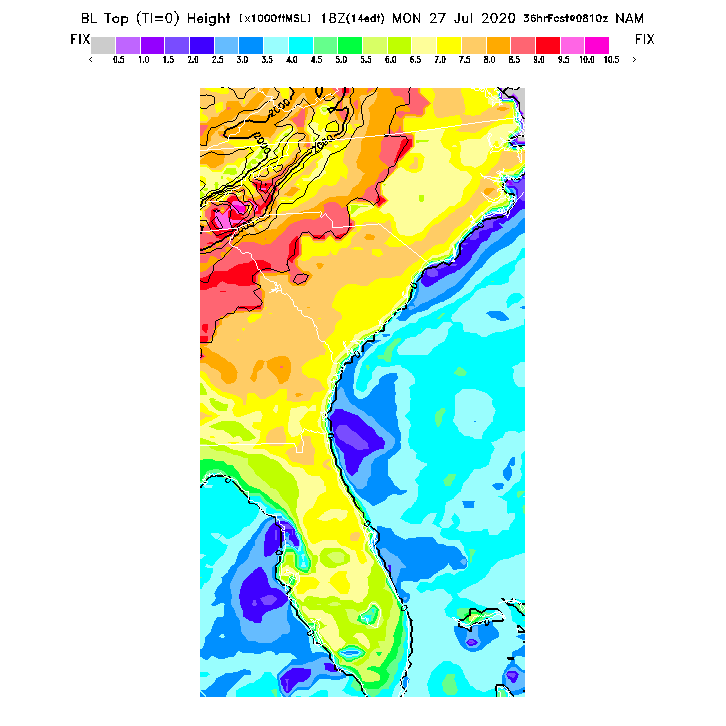 BL Top (TI=0) Height [x1000ftMSL] 18Z(14edt) MON 27 Jul 2020 36hrFcst@0810z NAM
FIX FIX
< 0.5 1.0 1.5 2.0 2.5 3.0 3.5 4.0 4.5 5.0 5.5 6.0 6.5 7.0 7.5 8.0 8.5 9.0 9.5 10.0 10.5 >
2000
2000
2000